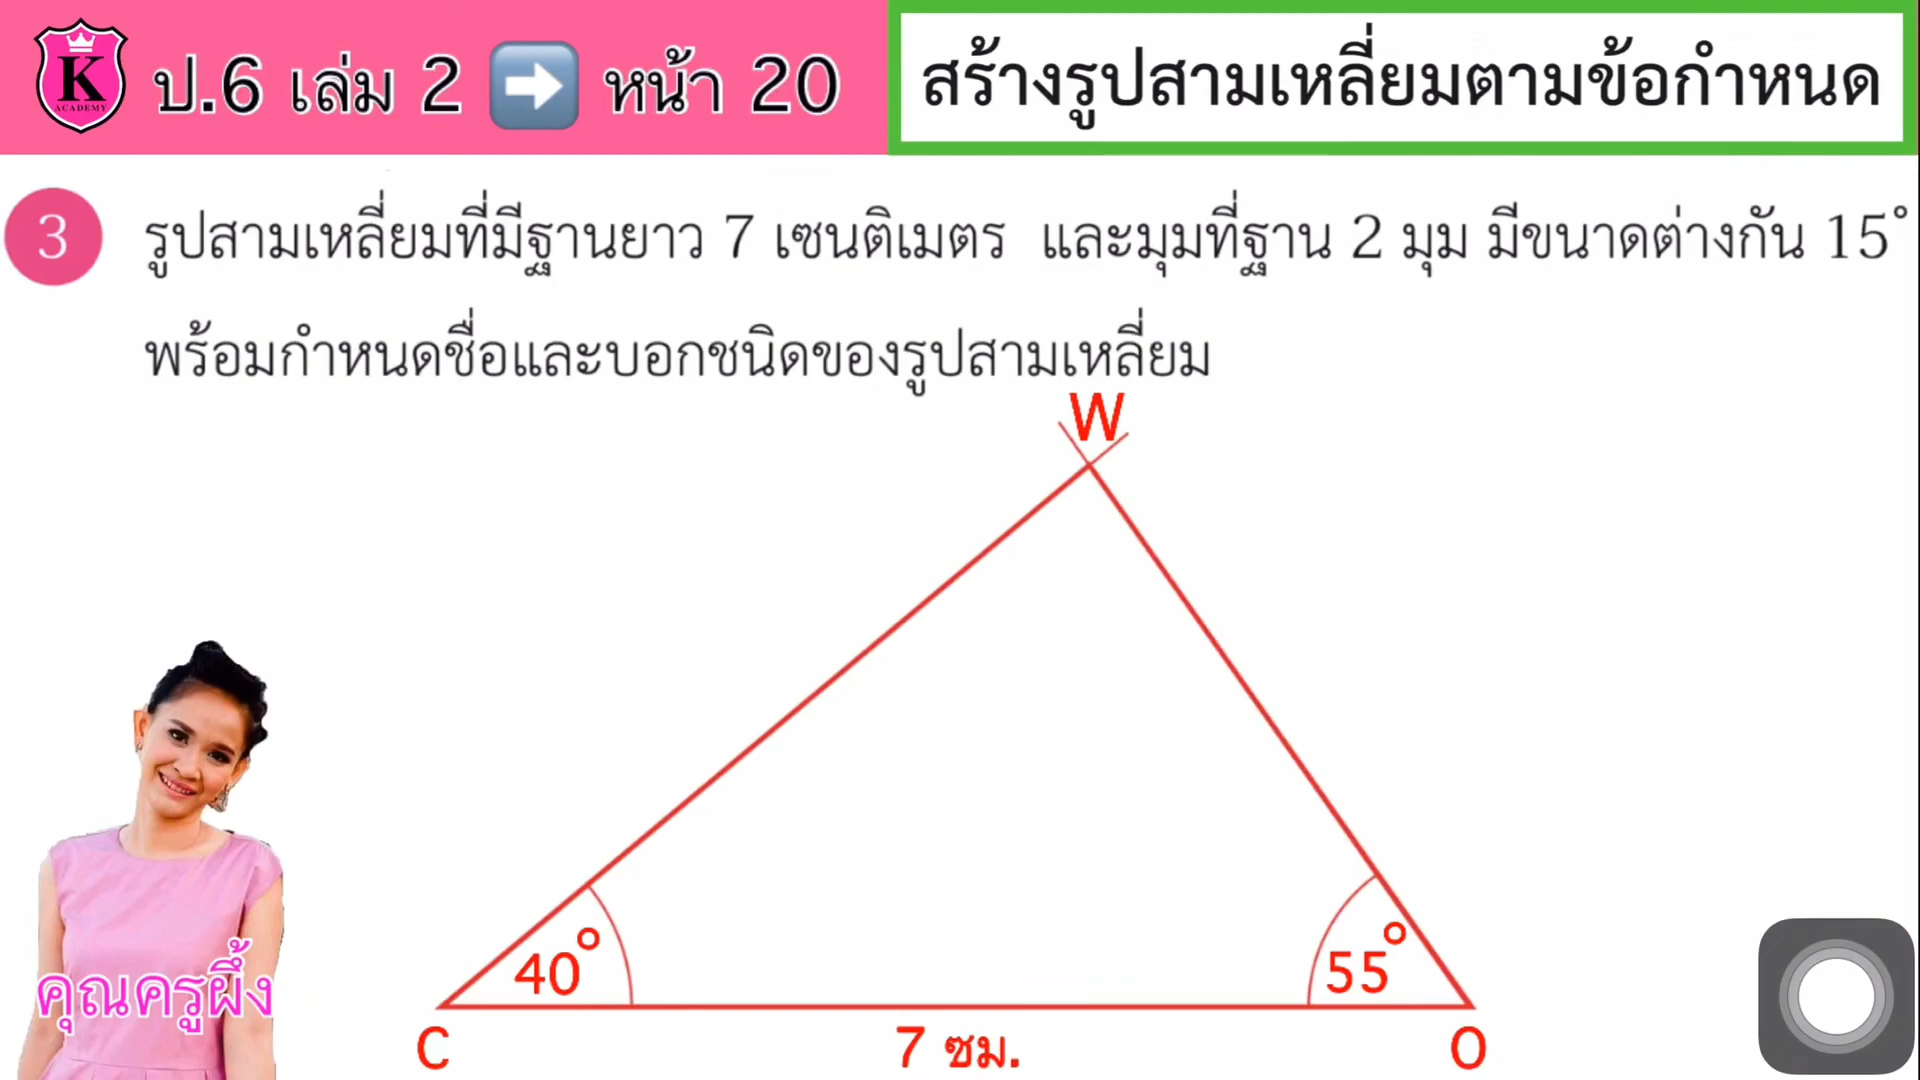 K
ACADEMY
ป.6 เล่ม 2 ➡ หน้า 20
สร้างรูปสามเหลี่ยมตามข้อกำหนด
3 รูปสามเหลี่ยมที่มีฐานยาว 7 เซนติเมตร และมุมที่ฐาน 2 มุม มีขนาดต่างกัน 15°
พร้อมกำหนดชื่อและบอกชนิดของรูปสามเหลี่ยม
W
40°
55°
คุณครูผึ้ง
C
7 ซม.
O